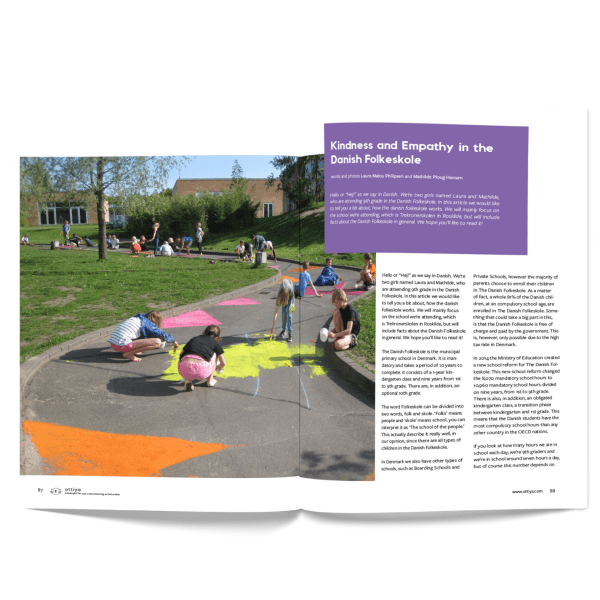 Kindness and Empathy in the
Danish Folkeskole
words and photos Laura Malou Philipsen and Mathilde Ploug Hansen
Hello or "Hej!" as we say in Danish. We're two girls named Laura and Mathilde,
who are attending 9th grade in The Danish Folkeskole. In this article we would like
to tell you a bit about, how the danish folkeskole works. We will mainly focus on
the school we're attending, which is Trekronerskolen in Roskilde, but will include
facts about the Danish Folkeskole in general. We hope you'll like to read it!
Hello or "Hej!" as we say in Danish. We're
two girls named Laura and Mathilde, who
are attending 9th grade in The Danish
Folkeskole. In this article we would like
to tell you a bit about, how the danish
folkeskole works. We will mainly focus
on the school we're attending, which
is Trekronerskolen in Roskilde, but will
include facts about the Danish Folkeskole
in general. We hope you'll like to read it!
The Danish Folkeskole is the municipal
primary school in Denmark. It is man-
datory and takes a period of 10 years to
complete. It consists of a 1-year kin-
dergarten class and nine years from 1st
to 9th grade. There are, in addition, an
optional 10th grade.
The word Folkeskole can be divided into
two words, folk and skole. 'Folks' means
people and 'skole' means school, you can
interpret it as "The school of the people."
This actually describe it really well, in
our opinion, since there are all types of
children in the Danish Folkeskole.
In Denmark we also have other types of
schools, such as Boarding Schools and
Private Schools, however the majority of
parents choose to enroll their children
in The Danish Folkeskole. As a matter
of fact, a whole 81% of the Danish chil-
dren, at an compulsory school age, are
enrolled in The Danish Folkeskole. Some-
thing that could take a big part in this,
is that the Danish Folkeskole is free of
charge and paid by the government. This
is, however, only possible due to the high
tax rate in Denmark.
In 2014 the Ministry of Education created
a new school reform for The Danish Fol-
keskole. This new school reform changed
the 8,070 mandatory school hours to
10,960 mandatory school hours divided
on nine years, from 1st to 9th grade.
There is also, in addition, an obligated
kindergarten class, a transition phase
between kindergarten and 1st grade. This
means that the Danish students have the
most compulsory school hours than any
other country in the OECD nations.
If you look at how many hours we are in
school each day, we're 9th graders and
we're in school around seven hours a day,
but of course this number depends on
87
ottiya
www.ottiya.com 88